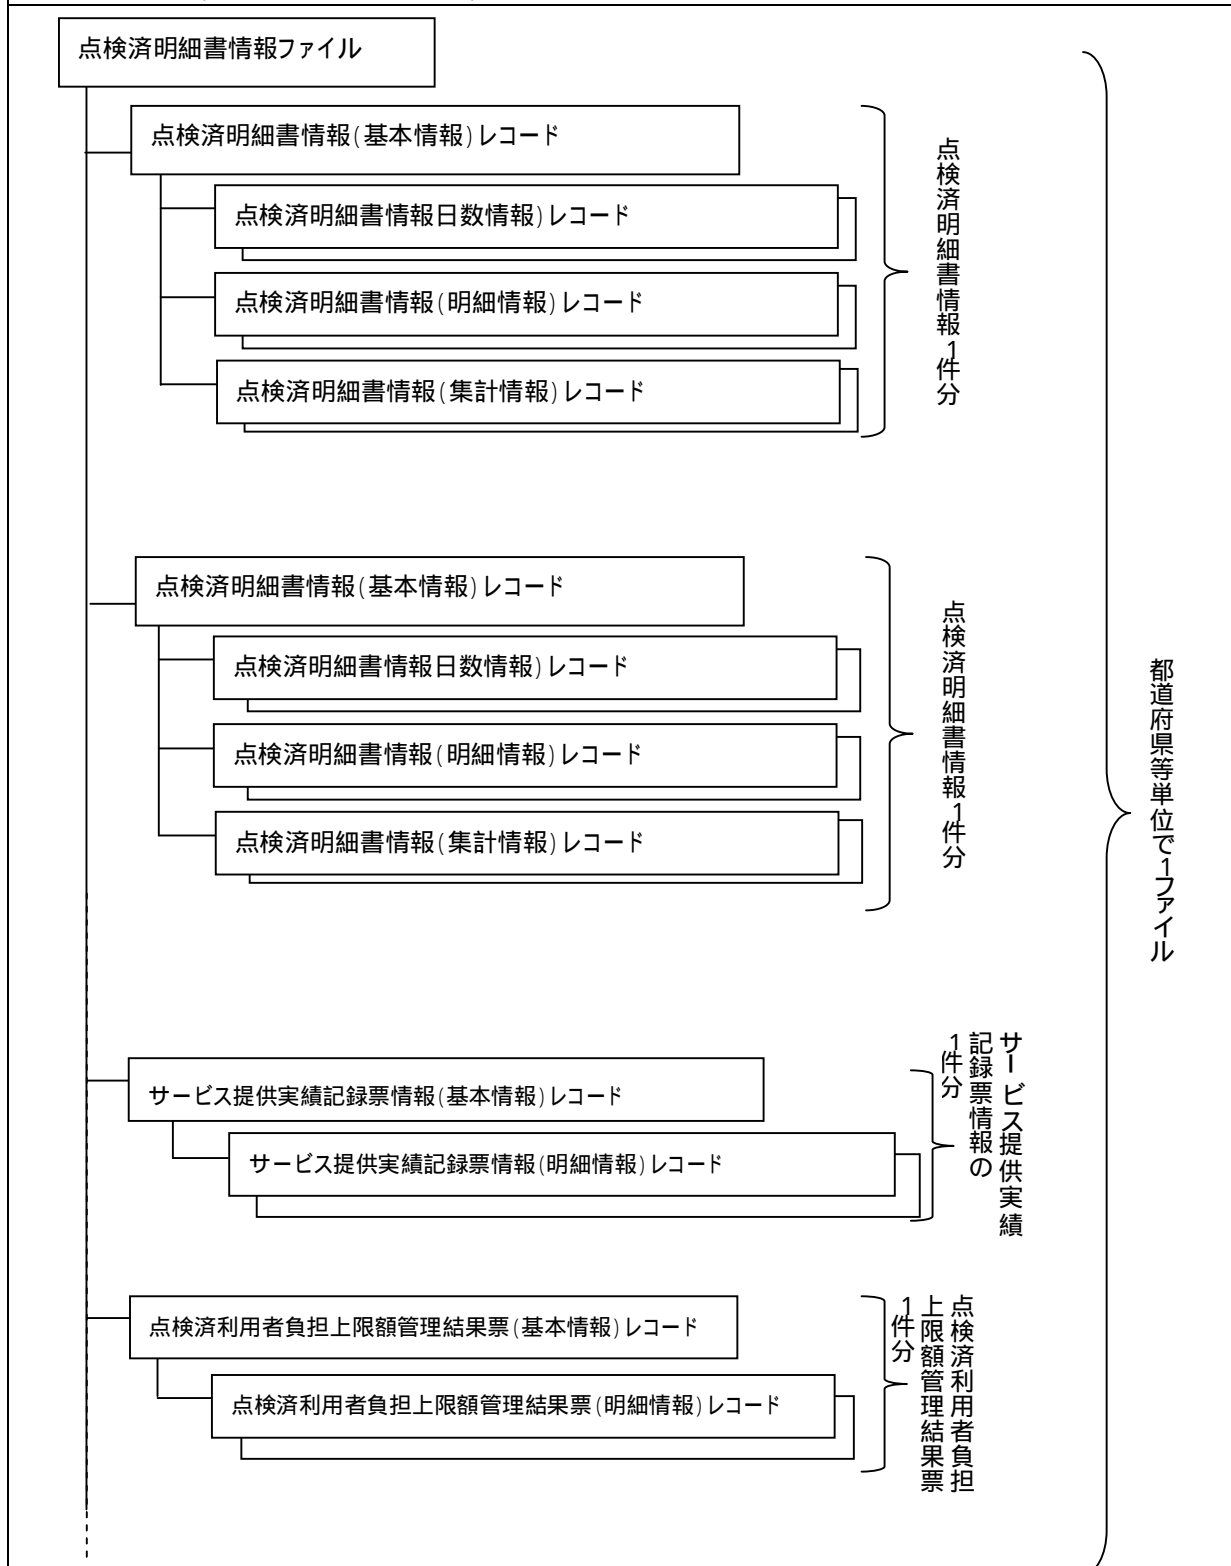 点検済明細書情報ファイル
点検済明細書情報(基本情報)レコード
点検済明細書情報日数情報)レコード
点検済明細書情報(明細情報)レコード
点検済明細書情報(集計情報)レコード
点検済明細書情報1件分
点検済明細書情報(基本情報)レコード
点検済明細書情報日数情報)レコード
点検済明細書情報(明細情報)レコード
点検済明細書情報(集計情報)レコード
点検済明細書情報1件分
都道府県等単位で1ファイル
サービス提供実績記録票情報(基本情報)レコード
サービス提供実績記録票情報(明細情報)レコード
サービス提供実績
記録票情報の
1件分
点検済利用者負担上限額管理結果票(基本情報)レコード
点検済利用者負担上限額管理結果票(明細情報)レコード
点検済利用者負担
上限額管理結果票
1件分